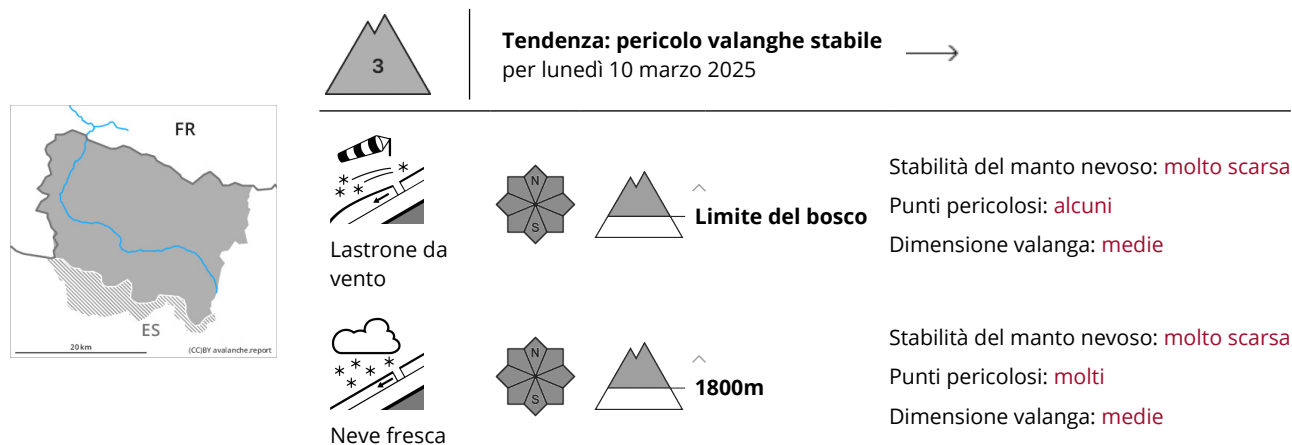 3
Tendenza: pericolo valanghe stabile
per lunedì 10 marzo 2025
FR
ES
20 km
(CC)BY avalanche.report
Lastrone da
vento
N
S
Limite del bosco
Stabilità del manto nevoso: molto scarsa
Punti pericolosi: alcuni
Dimensione valanga: medie
Neve fresca
N
S
1800m
Stabilità del manto nevoso: molto scarsa
Punti pericolosi: molti
Dimensione valanga: medie